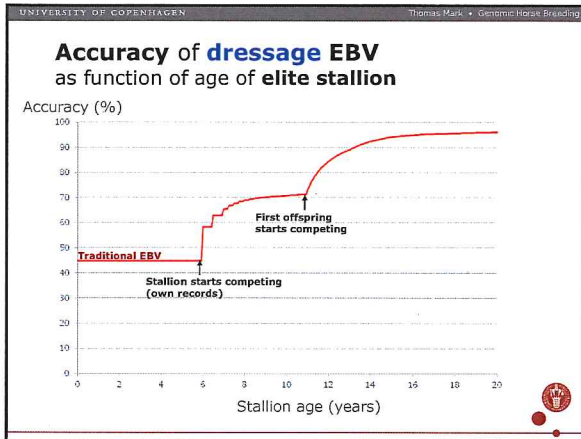 UNIVERSITY OF COPENHAGEN
Thomas Mark • Genomic Horse Breeding
Accuracy of dressage EBV
as function of age of elite stallion
Accuracy (%)
100
90
80
70
60
50
40
30
20
10
0
Traditional EBV
Stallion starts competing
(own records)
First offspring
starts competing
0 2 4 6 8 10 12 14 16 18 20
Stallion age (years)